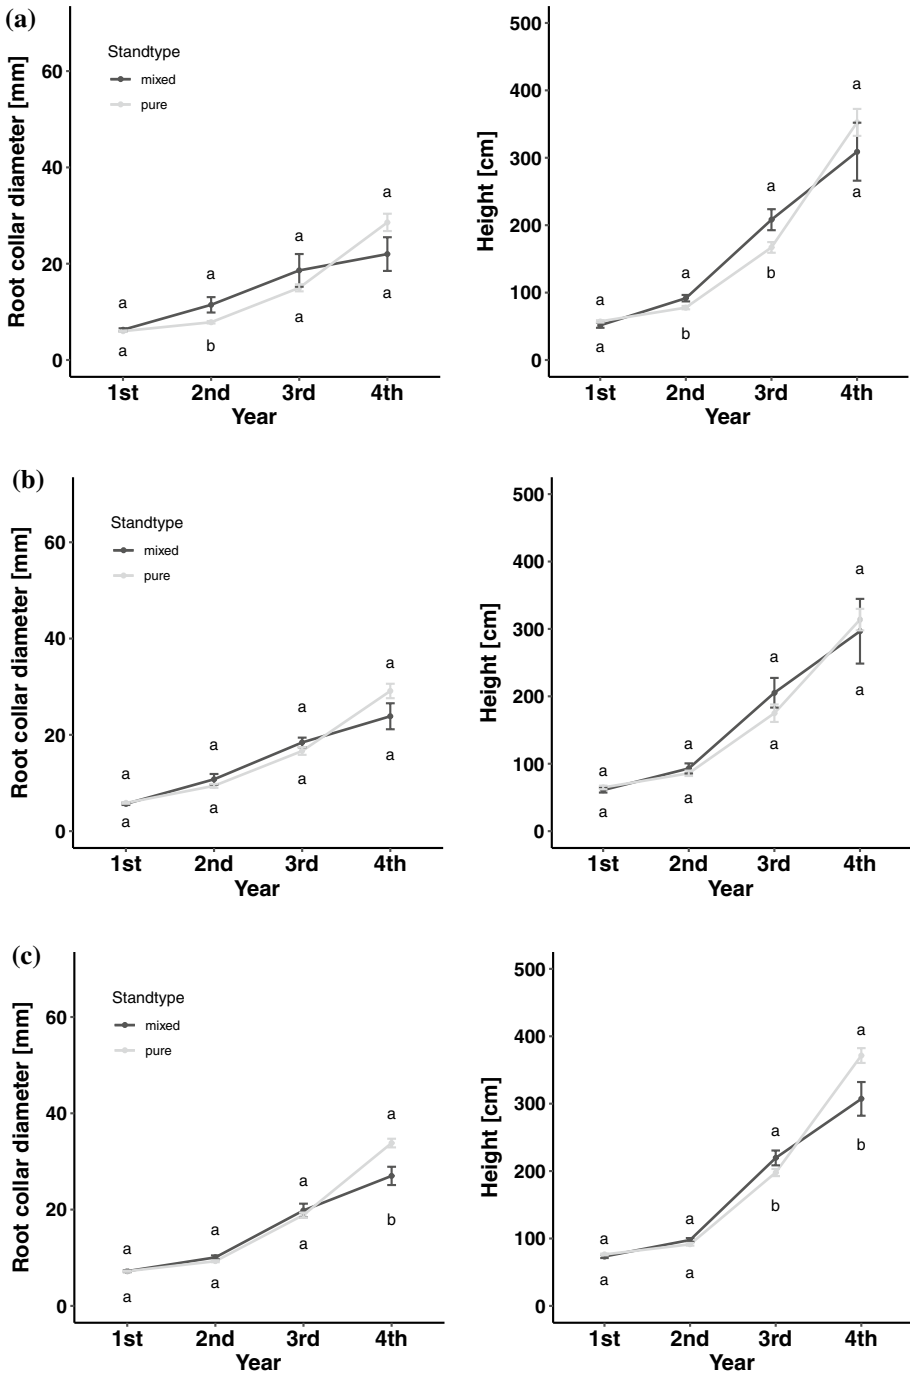 (a)
Root collar diameter [mm]
60
40
20
0
Standtype
mixed
pure
a
a
a
a
a
b
a
a
1st
2nd
3rd
4th
Year
Height [cm]
500
400
300
200
100
0
a
a
a
a
a
b
b
a
1st
2nd
3rd
4th
Year
(b)
Root collar diameter [mm]
60
40
20
0
Standtype
mixed
pure
a
a
a
a
a
a
a
a
1st
2nd
3rd
4th
Year
Height [cm]
500
400
300
200
100
0
a
a
a
a
a
a
a
a
1st
2nd
3rd
4th
Year
(c)
Root collar diameter [mm]
60
40
20
0
Standtype
mixed
pure
a
a
a
a
a
a
a
b
1st
2nd
3rd
4th
Year
Height [cm]
500
400
300
200
100
0
a
a
a
a
a
a
b
b
1st
2nd
3rd
4th
Year